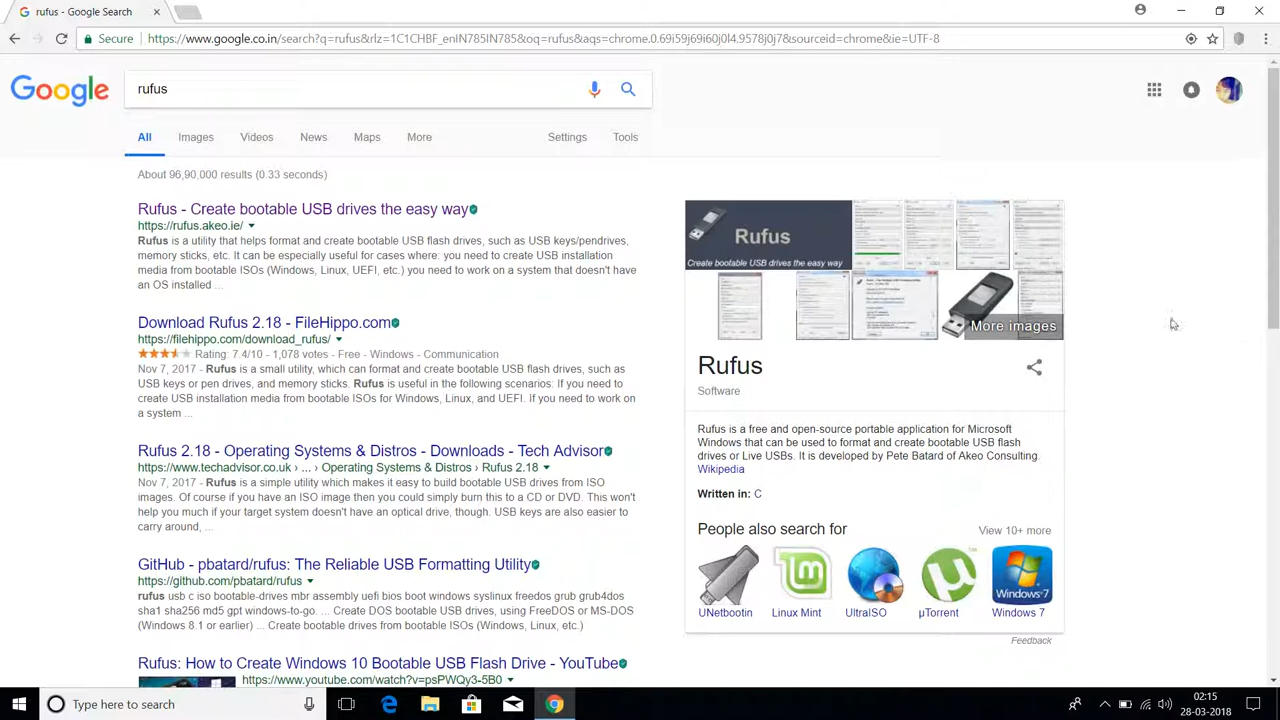 rufus - Google Search
Secure
https://www.google.co.in/search?q=rufus&rlz=1C1CHBF_enIN785IN785&oq=rufus&aqs=chrome.0.69i59j69i60j0l4.9578j0j7&sourceid=chrome&ie=UTF-8
Google
rufus
All
Images
Videos
News
Maps
More
Settings
Tools
About 96,90,000 results (0.33 seconds)
Rufus - Create bootable USB drives the easy way
https://rufus.akeo.ie/
Rufus is a utility that helps format and create bootable USB flash drives, such as USB keys/pendrives,
memory sticks, etc. It can be especially useful for cases where: you need to create USB installation
media from bootable ISOs (Windows, Linux, UEFI, etc.) you need to work on a system that doesn't have
an OS installed.
Download Rufus 2.18 - FileHippo.com
Rating: 7.4/10 - 1,078 votes - Free - Windows - Communication
Nov 7, 2017 - Rufus is a small utility, which can format and create bootable USB flash drives, such as
USB keys or pen drives, and memory sticks. Rufus is useful in the following scenarios: If you need to
create USB installation media from bootable ISOs for Windows, Linux, and UEFI. If you need to work on
a system ...
Rufus 2.18 - Operating Systems & Distros - Downloads - Tech Advisor
https://www.techadvisor.co.uk › ... › Operating Systems & Distros › Rufus 2.18
Nov 7, 2017 - Rufus is a simple utility which makes it easy to build bootable USB drives from ISO
images. Of course if you have an ISO image then you could simply burn this to a CD or DVD. This won't
help you much if your target system doesn't have an optical drive, though. USB keys are also easier to
carry around, ...
GitHub - pbatard/rufus: The Reliable USB Formatting Utility
https://github.com/pbatard/rufus
rufus usb c iso bootable-drives mbr assembly uefi bios boot windows syslinux freedos grub grub4dos
sha1 sha256 md5 gpt windows-to-go ... Create DOS bootable USB drives, using FreeDOS or MS-DOS
(Windows 8.1 or earlier) ... Create bootable drives from bootable ISOs (Windows, Linux, etc.)
Rufus: How to Create Windows 10 Bootable USB Flash Drive - YouTube
https://www.youtube.com/watch?v=psPWQy3-5B0
Rufus
Create bootable USB drives the easy way
More images
Rufus
Software
Rufus is a free and open-source portable application for Microsoft
Windows that can be used to format and create bootable USB flash
drives or Live USBs. It is developed by Pete Batard of Akeo Consulting.
Wikipedia
Written in: C
People also search for
View 10+ more
Windows 7
UNetbootin
Linux Mint
UltraISO
µTorrent
Windows 7
Feedback
Type here to search
02:15
28-03-2018